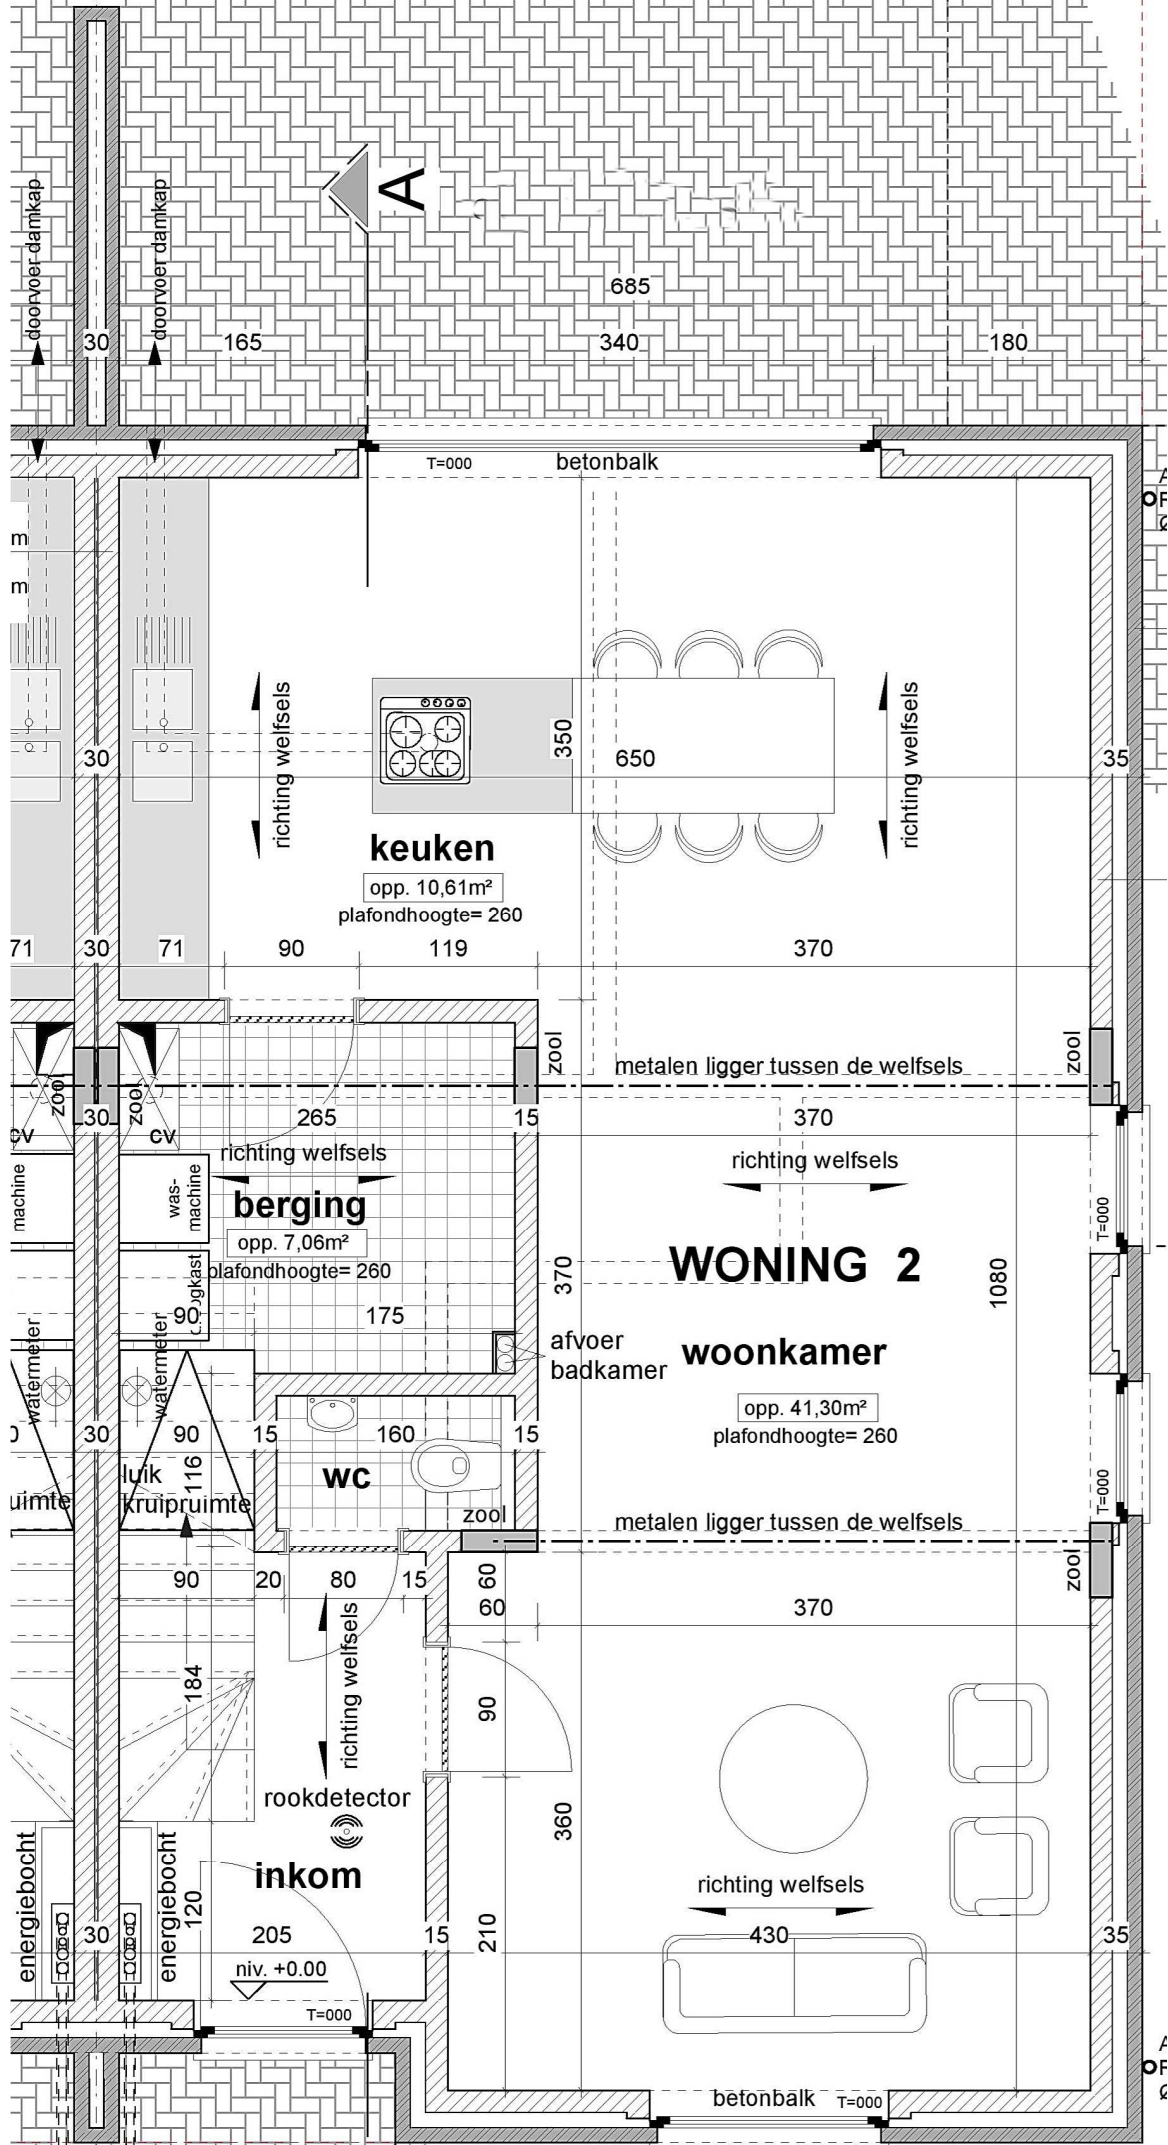 doorvoer damkap
doorvoer damkap
A
685
30
165
340
180
T=000
betonbalk
A
Ø
m
m
richting welfsels
350
richting welfsels
30
650
35
keuken
opp. 10,61m²
plafondhoogte= 260
71
30
71
90
119
370
zool
zool
zool
zool
metalen ligger tussen de welfsels
30
265
15
370
cv
cv
richting welfsels
richting welfsels
machine
was-
machine
berging
opp. 7,06m²
plafondhoogte= 260
T=000
WONING 2
370
1080
90
175
watermeter
watermeter
afvoer
badkamer
woonkamer
opp. 41,30m²
plafondhoogte= 260
30
90
15
160
15
116
wc
luik
kruipruimte
uimte
zool
T=000
metalen ligger tussen de welfsels
zool
90
20
80
15
60
60
370
richting welfsels
184
90
rookdetector
360
inkom
energiebocht
energiebocht
120
richting welfsels
30
205
15
210
430
35
niv. +0.00
T=000
betonbalk
T=000
A
Ø